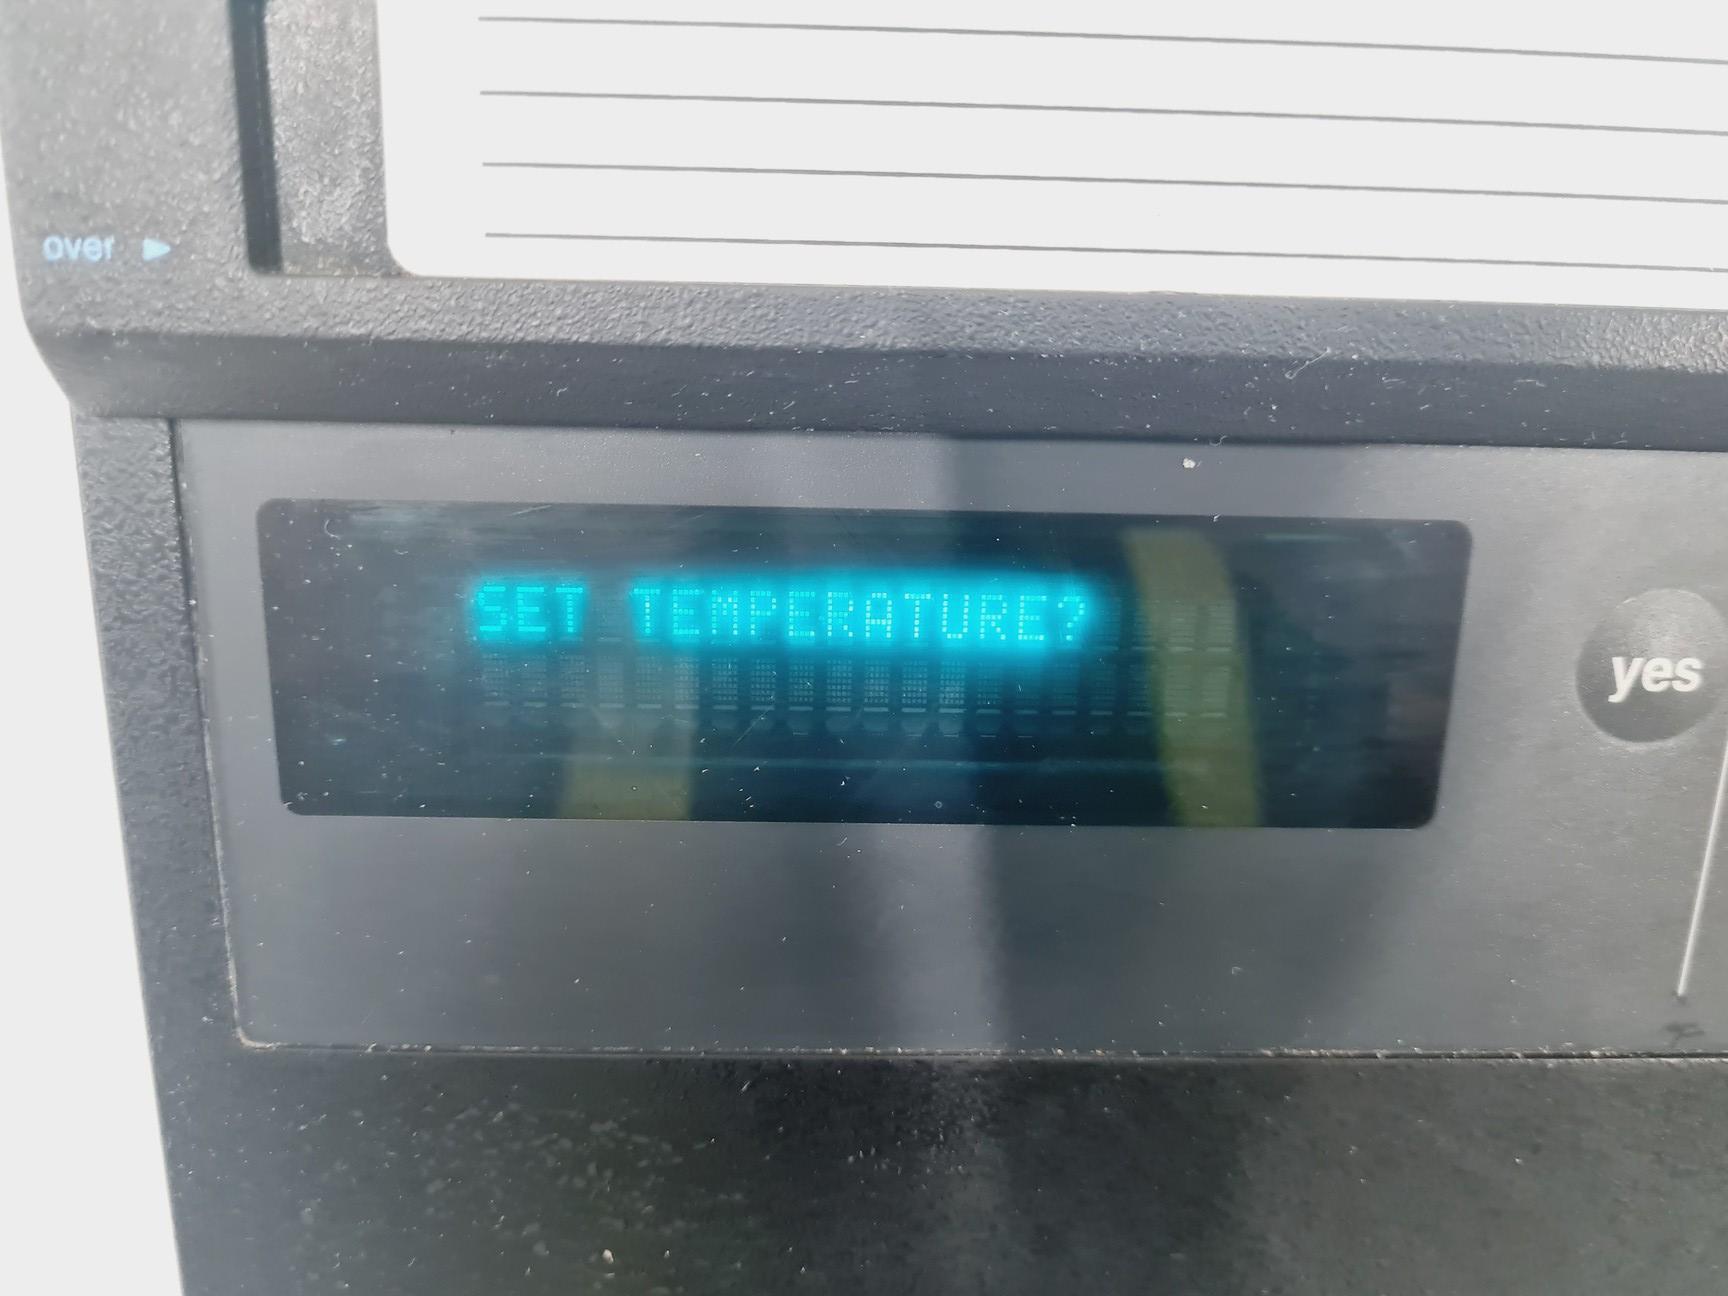 over ►
SET TEMPERATURE?
yes